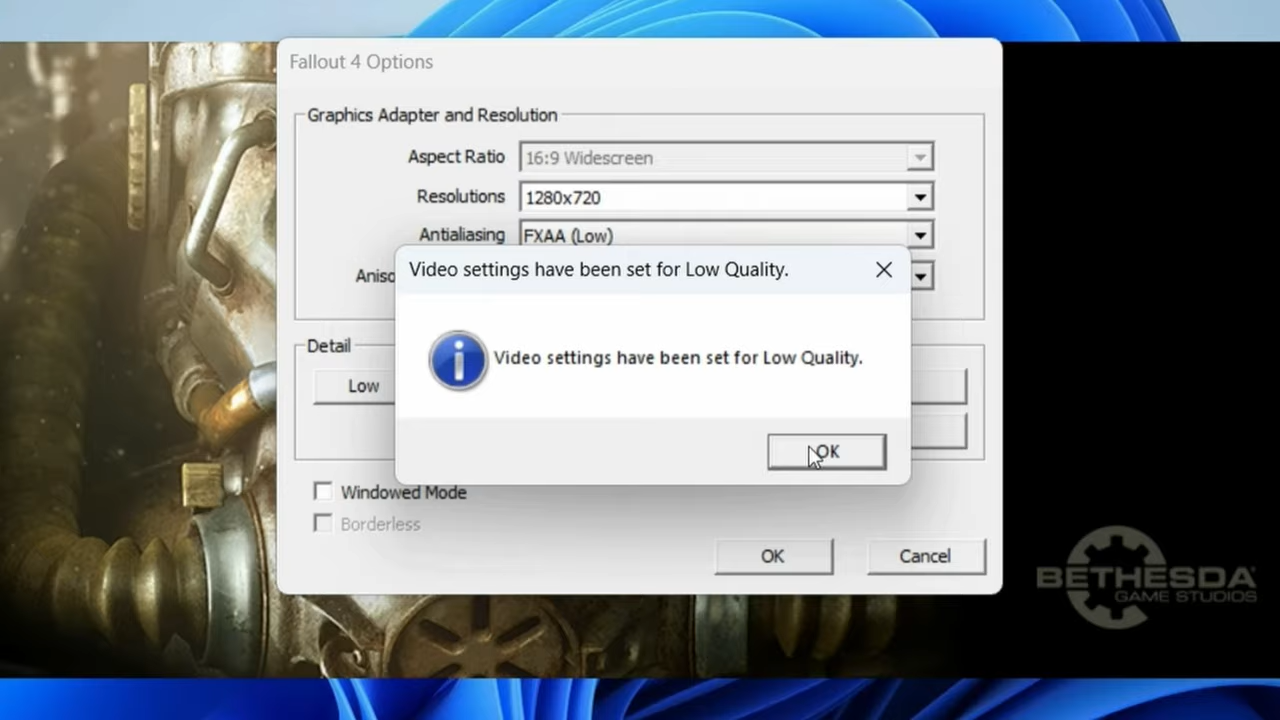 Fallout 4 Options
Graphics Adapter and Resolution
Aspect Ratio 16:9 Widescreen
Resolutions 1280x720
Antialiasing FXAA (Low)
Aniso
Video settings have been set for Low Quality.
Video settings have been set for Low Quality.
OK
Detail
Low
Windowed Mode
Borderless
OK Cancel
BETHESDA
GAME STUDIOS